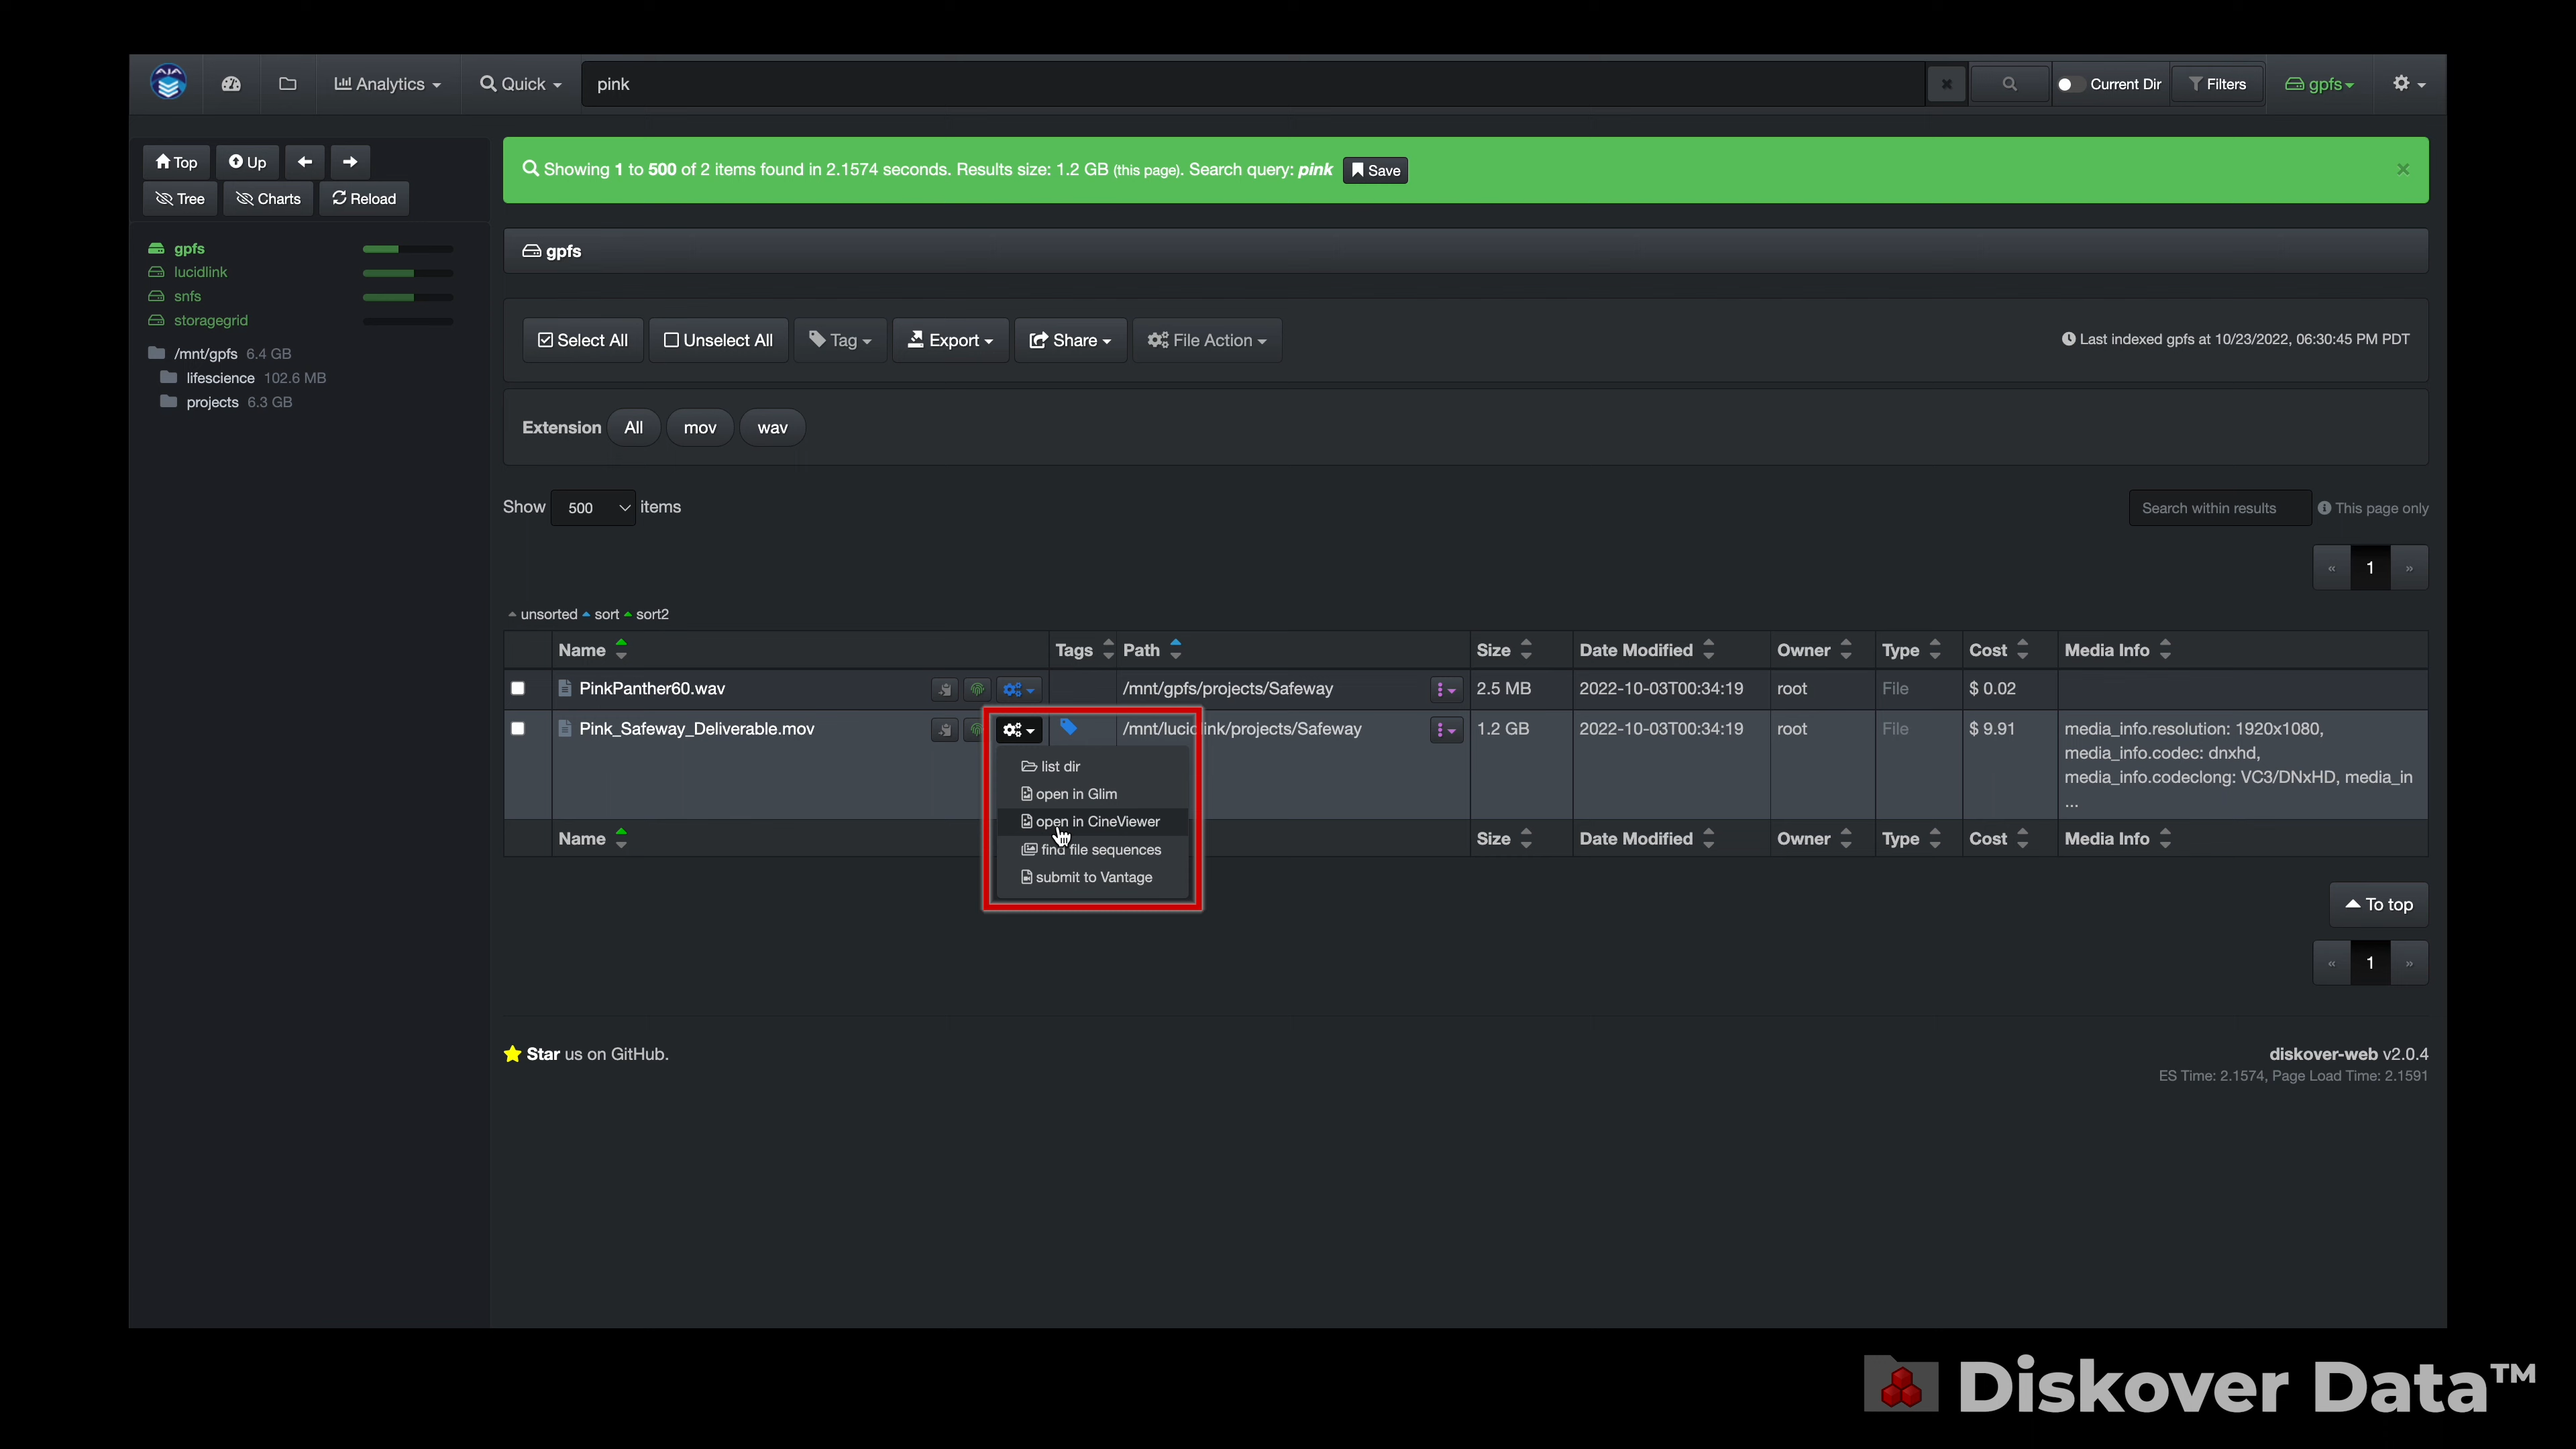 Analytics Quick pink Current Dir Filters gpfs
Top Up
Tree Charts Reload
Showing 1 to 500 of 2 items found in 2.1574 seconds. Results size: 1.2 GB (this page). Search query: pink Save
gpfs
lucidlink
snfs
storagegrid
/mnt/gpfs 6.4 GB
lifescience 102.6 MB
projects 6.3 GB
gpfs
Select All Unselect All Tag Export Share File Action Last indexed gpfs at 10/23/2022, 06:30:45 PM PDT
Extension All mov wav
Show 500 items Search within results This page only
« 1 »
unsorted sort sort2
Name Tags Path Size Date Modified Owner Type Cost Media Info
PinkPanther60.wav /mnt/gpfs/projects/Safeway 2.5 MB 2022-10-03T00:34:19 root File $ 0.02
Pink_Safeway_Deliverable.mov /mnt/lucidlink/projects/Safeway 1.2 GB 2022-10-03T00:34:19 root File $ 9.91 media_info.resolution: 1920x1080,
media_info.codec: dnxhd,
media_info.codeclong: VC3/DNxHD, media_in
...
list dir
open in Glim
open in CineViewer
find file sequences
submit to Vantage
Name Size Date Modified Owner Type Cost Media Info
To top
« 1 »
Star us on GitHub. diskover-web v2.0.4
ES Time: 2.1574, Page Load Time: 2.1591
Diskover Data™